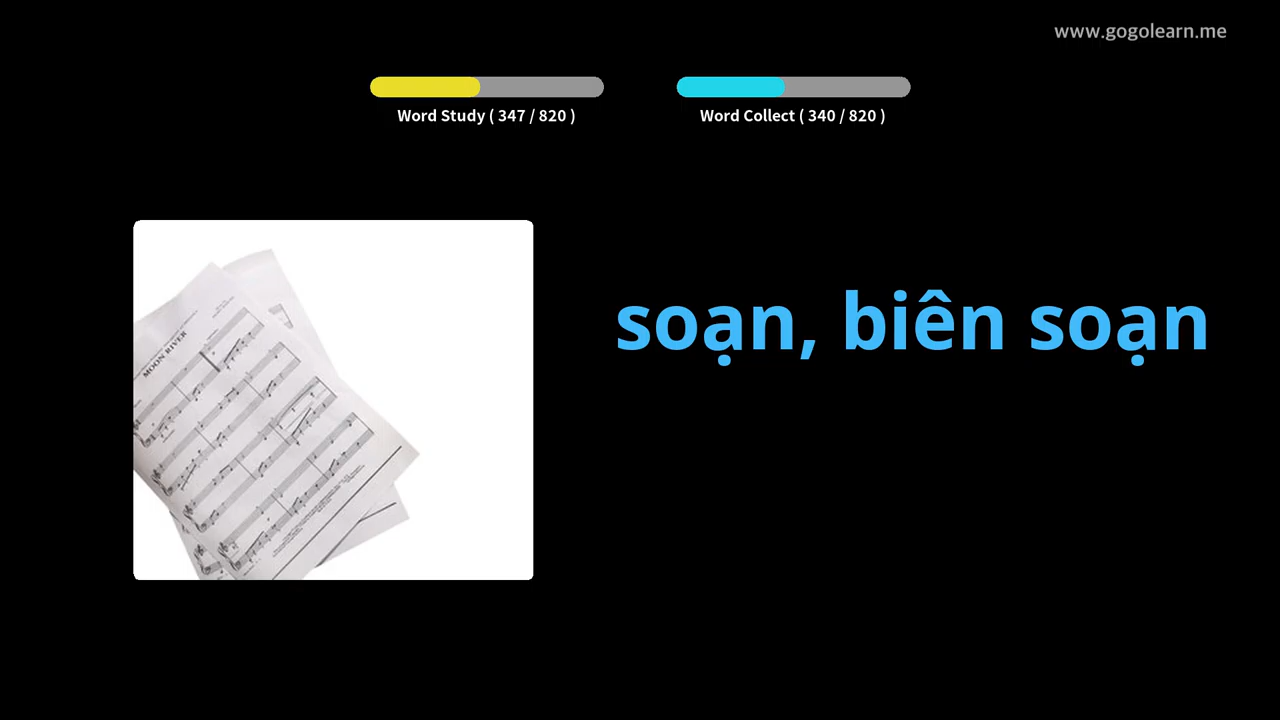 www.gogolearn.me
Word Study ( 347 / 820 )
Word Collect ( 340 / 820 )
MOON RIVER
soạn, biên soạn